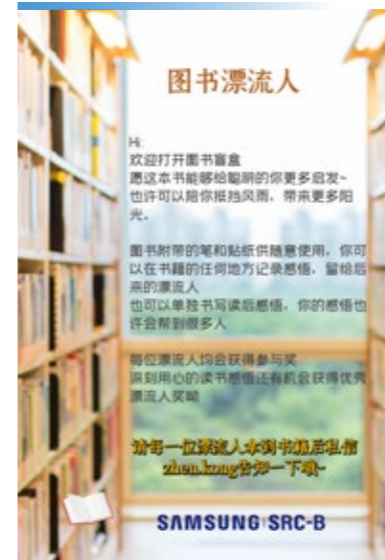 图书漂流人
Hi:
欢迎打开图书盲盒
愿这本书能够给聪明的你更多启发~
也许可以陪你抵挡风雨，带来更多阳
光。
图书附带的笔和贴纸供随意使用，你可
以在书籍的任何地方记录感悟，留给后
来的漂流人
也可以单独书写读后感悟，你的感悟也
许会帮到很多人
每位漂流人均会获得参与奖
深刻用心的读书感悟还有机会获得优秀
漂流人奖呦
请每一位漂流人拿到书籍后私信
zhen.kong告知一下哦~
SAMSUNG SRC-B